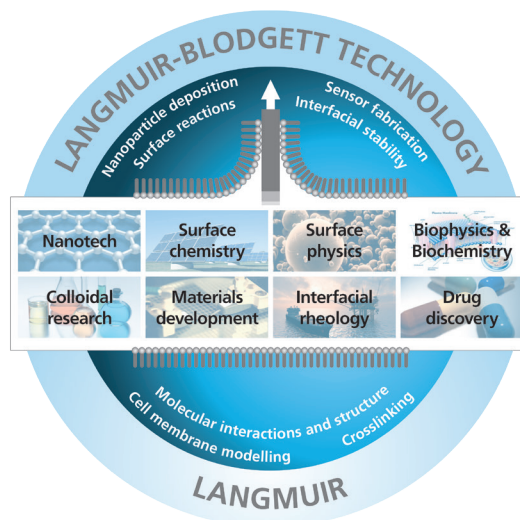 LANGMUIR-BLODGETT TECHNOLOGY
Nanoparticle deposition
Surface reactions
Sensor fabrication
Interfacial stability
Nanotech
Surface
chemistry
Surface
physics
Biophysics &
Biochemistry
Colloidal
research
Materials
development
Interfacial
rheology
Drug
discovery
Molecular interactions and structure
Cell membrane modelling
Crosslinking
LANGMUIR